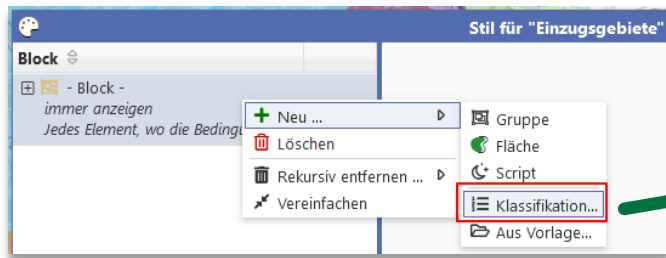 Stil für "Einzugsgebiete"
Block
- Block -
immer anzeigen
Jedes Element, wo die
Neu ...
Löschen
Rekursiv entfernen ...
Vereinfachen
Gruppe
Fläche
Script
Klassifikation...
Aus Vorlage...